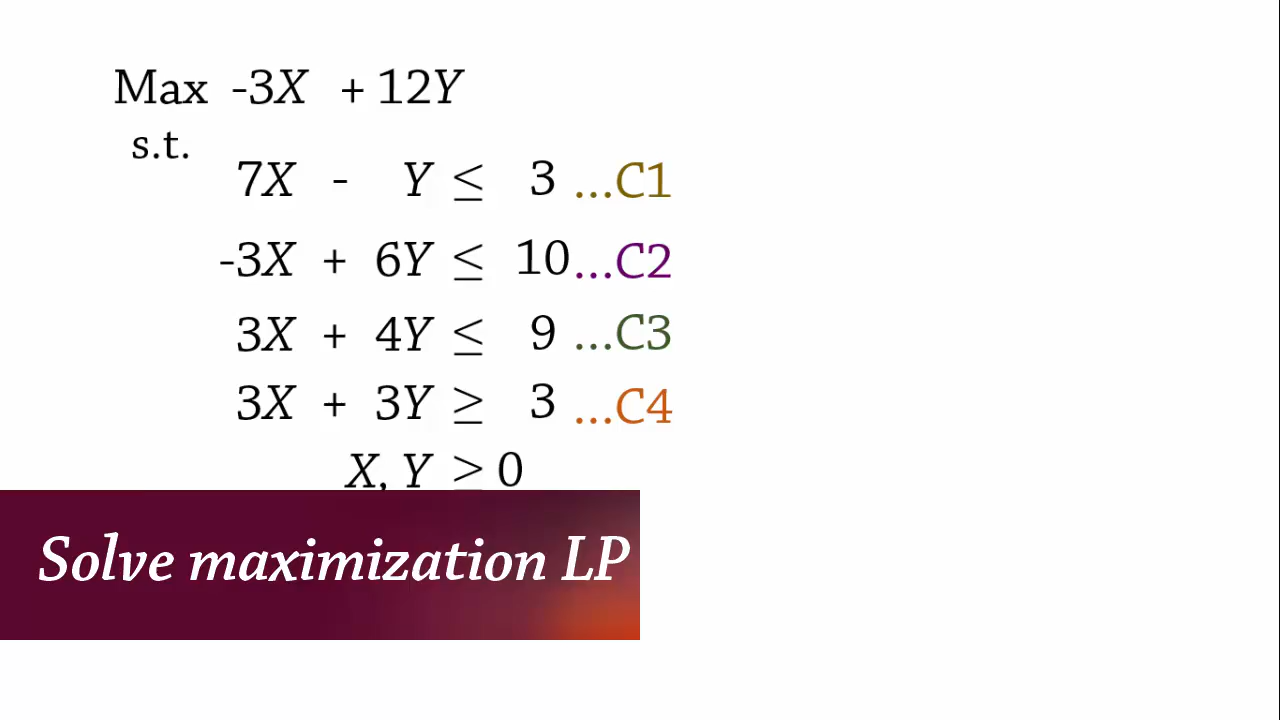 Max -3X + 12Y
s.t.
7X - Y ≤ 3 ...C1
-3X + 6Y ≤ 10 ...C2
3X + 4Y ≤ 9 ...C3
3X + 3Y ≥ 3 ...C4
X, Y ≥ 0
Solve maximization LP